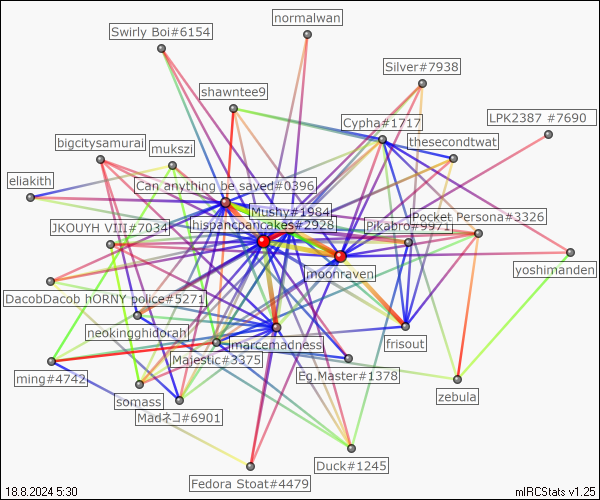 normalwan
Swirly Boi#6154
Silver#7938
shawntee9
LPK2387 #7690
Cypha#1717
bigcitysamurai
thesecondtwat
mukszi
eliakith
Can anything be saved#0396
Mushy#1984
Pocket Persona#3326
hispancpancakes#2928
Pikabro#9971
JKOUYH VIII#7034
yoshimanden
moonraven
DacobDacob hORNY police#5271
neokingghidorah
marcemadness
frisout
Majestic#3375
ming#4742
Eg.Master#1378
zebula
somass
Madネコ#6901
Duck#1245
Fedora Stoat#4479
18.8.2024 5:30
mIRCStats v1.25